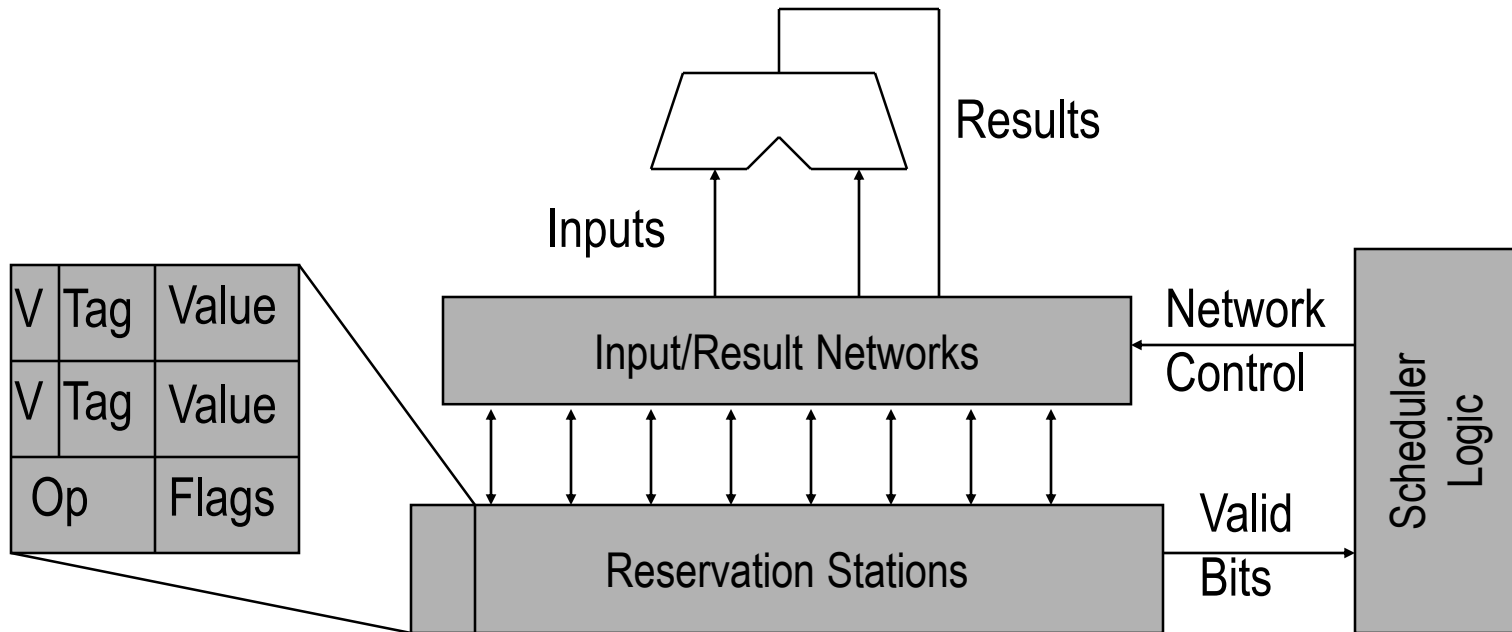 Results
Inputs
V Tag Value
V Tag Value
Op Flags
Input/Result Networks
Network
Control
Reservation Stations
Valid
Bits
Scheduler
Logic